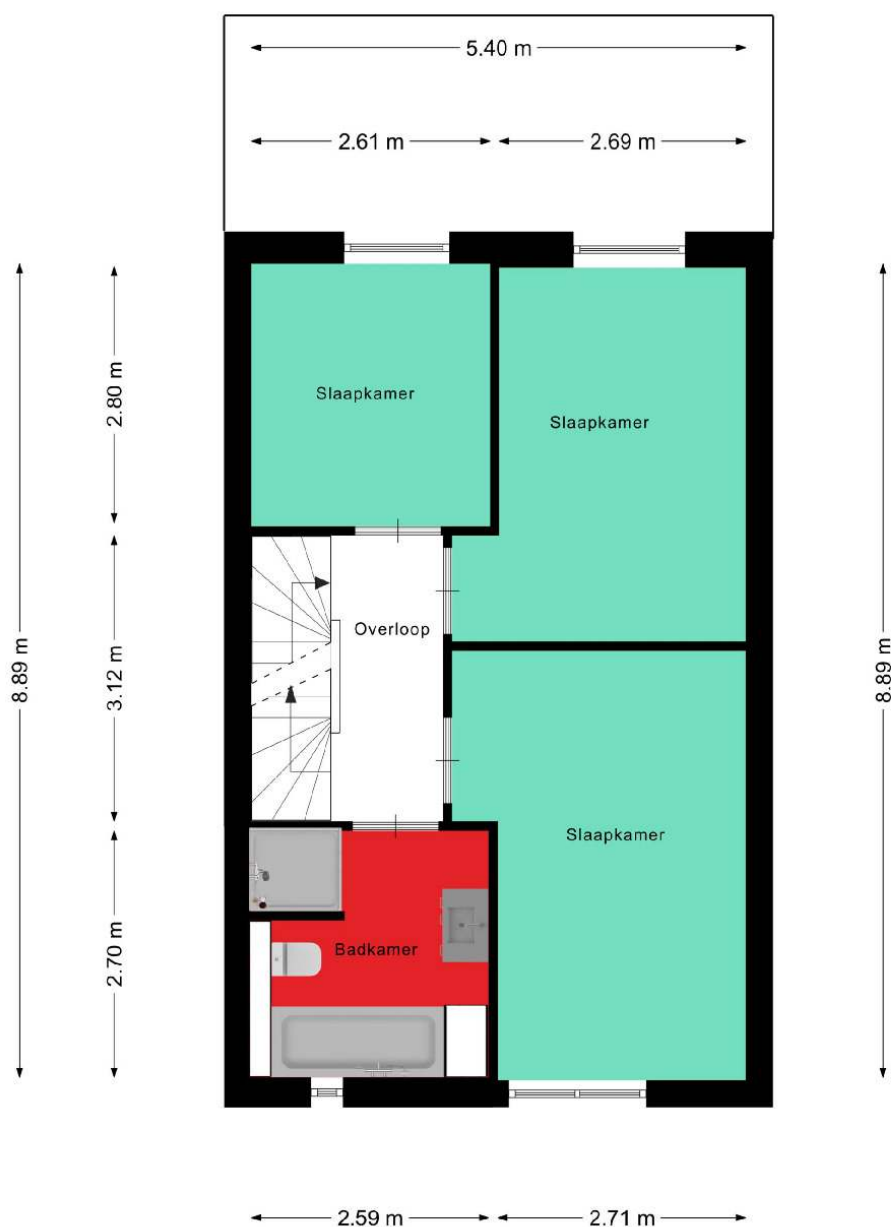 5.40 m
2.61 m
2.69 m
Slaapkamer
Slaapkamer
2.80 m
8.89 m
3.12 m
8.89 m
Overloop
Slaapkamer
2.70 m
Badkamer
2.59 m
2.71 m